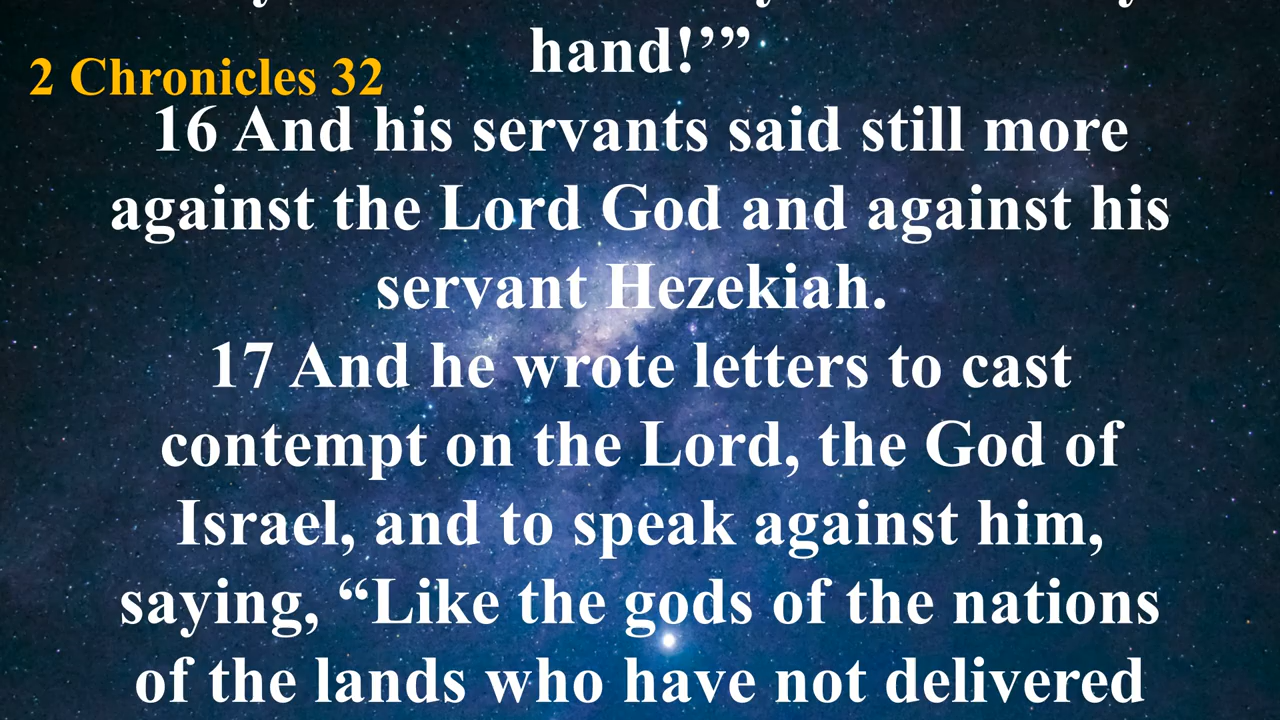 hand!’”
2 Chronicles 32
16 And his servants said still more
against the Lord God and against his
servant Hezekiah.
17 And he wrote letters to cast
contempt on the Lord, the God of
Israel, and to speak against him,
saying, “Like the gods of the nations
of the lands who have not delivered